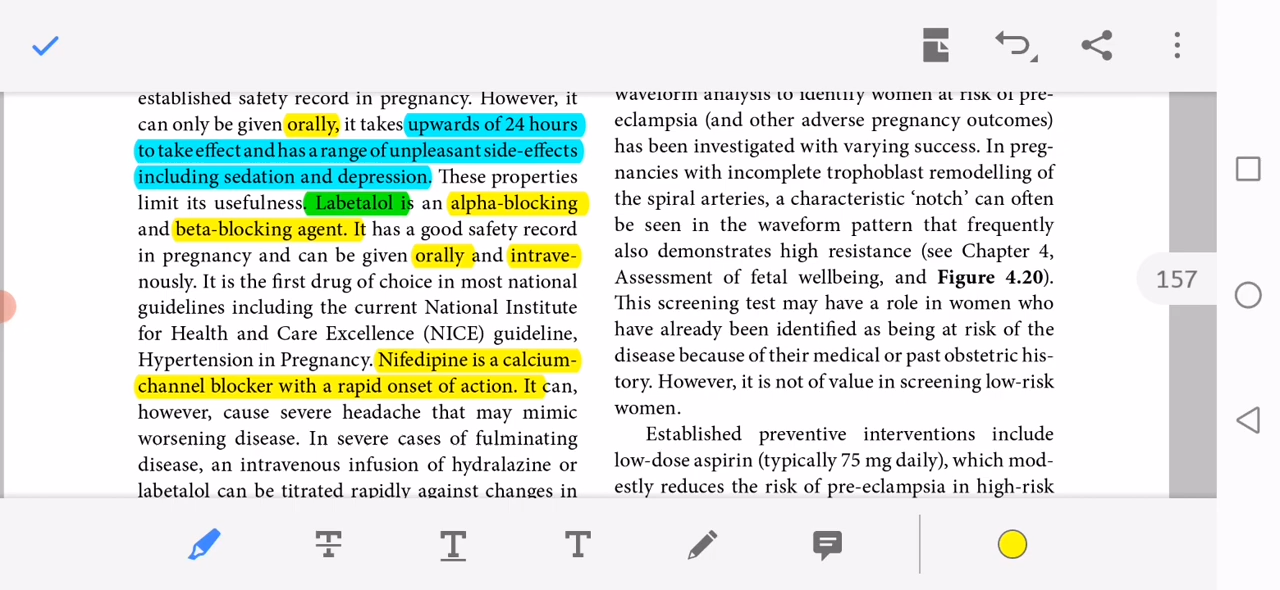 established safety record in pregnancy. However, it
can only be given orally, it takes upwards of 24 hours
to take effect and has a range of unpleasant side-effects
including sedation and depression. These properties
limit its usefulness. Labetalol is an alpha-blocking
and beta-blocking agent. It has a good safety record
in pregnancy and can be given orally and intrave-
nously. It is the first drug of choice in most national
guidelines including the current National Institute
for Health and Care Excellence (NICE) guideline,
Hypertension in Pregnancy. Nifedipine is a calcium-
channel blocker with a rapid onset of action. It can,
however, cause severe headache that may mimic
worsening disease. In severe cases of fulminating
disease, an intravenous infusion of hydralazine or
labetalol can be titrated rapidly against changes in
waveform analysis to identify women at risk of pre-
eclampsia (and other adverse pregnancy outcomes)
has been investigated with varying success. In preg-
nancies with incomplete trophoblast remodelling of
the spiral arteries, a characteristic ‘notch’ can often
be seen in the waveform pattern that frequently
also demonstrates high resistance (see Chapter 4,
Assessment of fetal wellbeing, and Figure 4.20).
This screening test may have a role in women who
have already been identified as being at risk of the
disease because of their medical or past obstetric his-
tory. However, it is not of value in screening low-risk
women.
Established preventive interventions include
low-dose aspirin (typically 75 mg daily), which mod-
estly reduces the risk of pre-eclampsia in high-risk
157